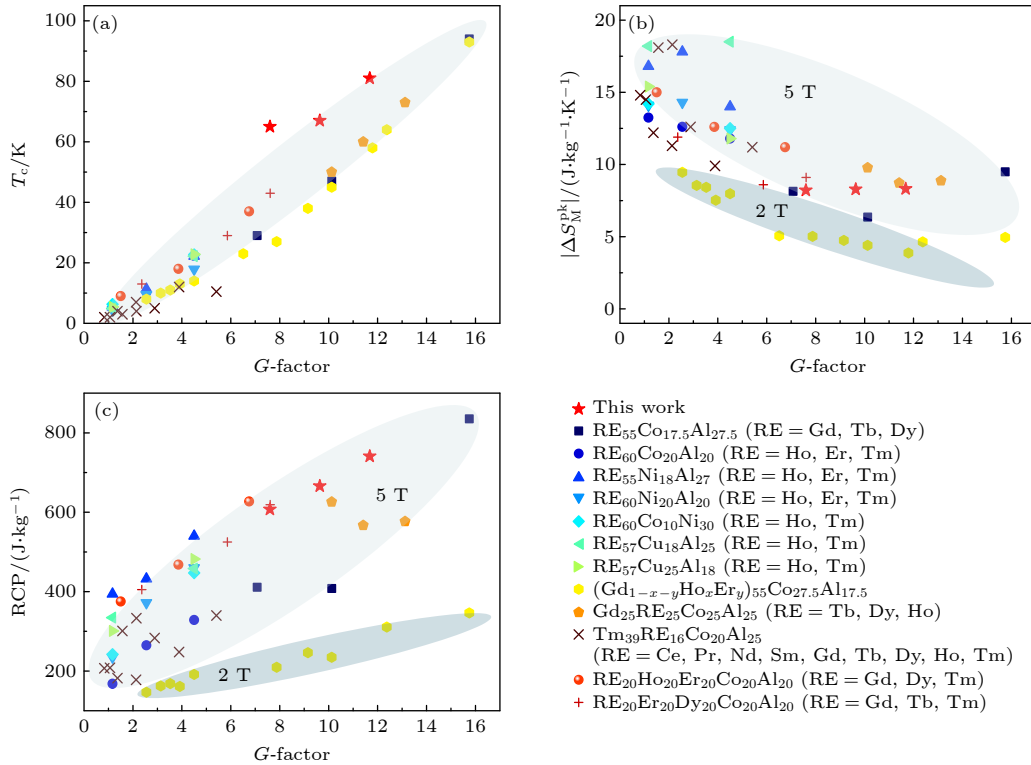 (a)
100
80
60
40
20
0
T_c/K
0 2 4 6 8 10 12 14 16
G-factor
(b)
20
15
10
5
0
|ΔS_M^pk|/(J·kg⁻¹·K⁻¹)
5 T
2 T
0 2 4 6 8 10 12 14 16
G-factor
(c)
800
600
400
200
RCP/(J·kg⁻¹)
5 T
2 T
0 2 4 6 8 10 12 14 16
G-factor
This work
RE₅₅Co₁₇.₅Al₂₇.₅ (RE = Gd, Tb, Dy)
RE₆₀Co₂₀Al₂₀ (RE = Ho, Er, Tm)
RE₅₅Ni₁₈Al₂₇ (RE = Ho, Er, Tm)
RE₆₀Ni₂₀Al₂₀ (RE = Ho, Er, Tm)
RE₆₀Co₁₀Ni₃₀ (RE = Ho, Tm)
RE₅₇Cu₁₈Al₂₅ (RE = Ho, Tm)
RE₅₇Cu₂₅Al₁₈ (RE = Ho, Tm)
(Gd₁₋ₓ₋yHoₓEry)₅₅Co₂₇.₅Al₁₇.₅
Gd₂₅RE₂₅Co₂₅Al₂₅ (RE = Tb, Dy, Ho)
Tm₃₉RE₁₆Co₂₀Al₂₅
(RE = Ce, Pr, Nd, Sm, Gd, Tb, Dy, Ho, Tm)
RE₂₀Ho₂₀Er₂₀Co₂₀Al₂₀ (RE = Gd, Dy, Tm)
RE₂₀Er₂₀Dy₂₀Co₂₀Al₂₀ (RE = Gd, Tb, Tm)